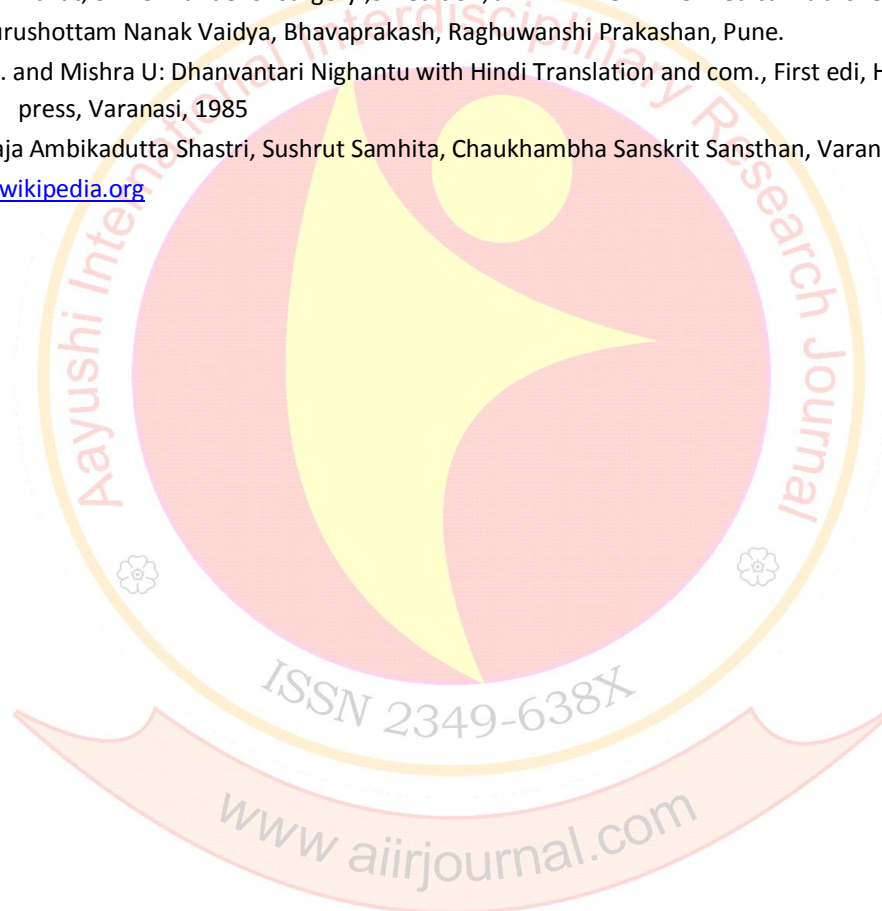 urushottam Nanak Vaidya, Bhavaprakash, Raghuwanshi Prakashan, Pune.
. and Mishra U: Dhanvantari Nighantu with Hindi Translation and com., First edi, H
press, Varanasi, 1985
aja Ambikadutta Shastri, Sushrut Samhita, Chaukhambha Sanskrit Sansthan, Varan
wikipedia.org
Aayushi International Interdisciplinary Research Journal
ISSN 2349-638X
www aiirjournal.com